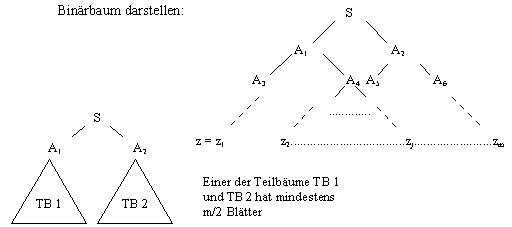 Binärbaum darstellen:
S
A₁ A₂
A₃ A₄ A₅ A₆
S
A₁ A₂
z = z₁ z₂ zⱼ zₘ
TB 1 TB 2
Einer der Teilbäume TB 1
und TB 2 hat mindestens
m/2 Blätter